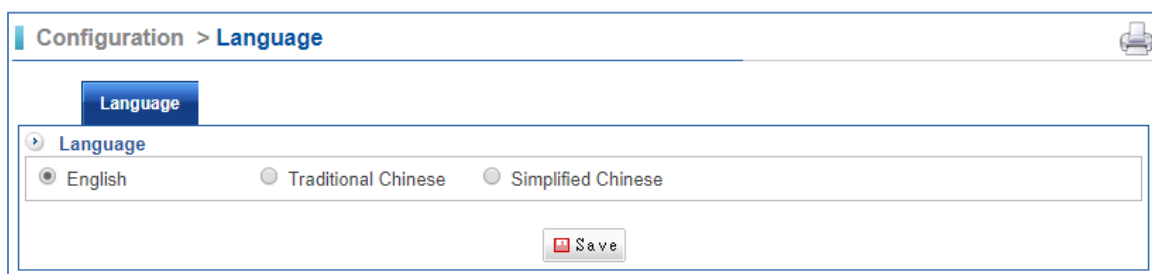 Configuration > Language
Language
Language
English Traditional Chinese Simplified Chinese
Save